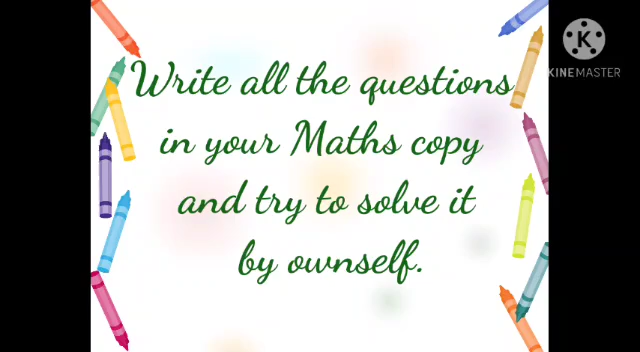 Write all the questions
in your Maths copy
and try to solve it
by ownself.
K
KINEMASTER